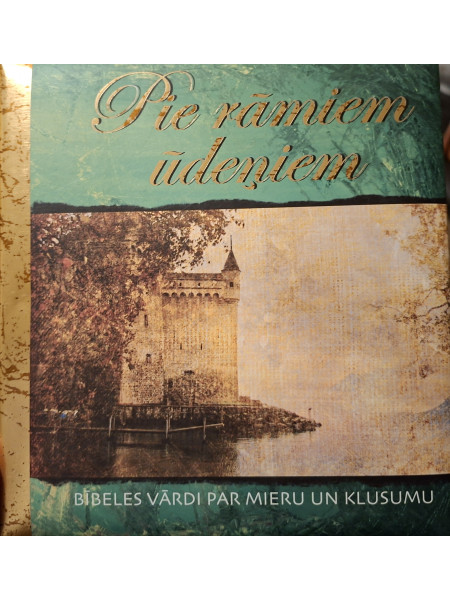 Pie rāmiem
ūdeņiem
BĪBELES VĀRDI PAR MIERU UN KLUSUMU